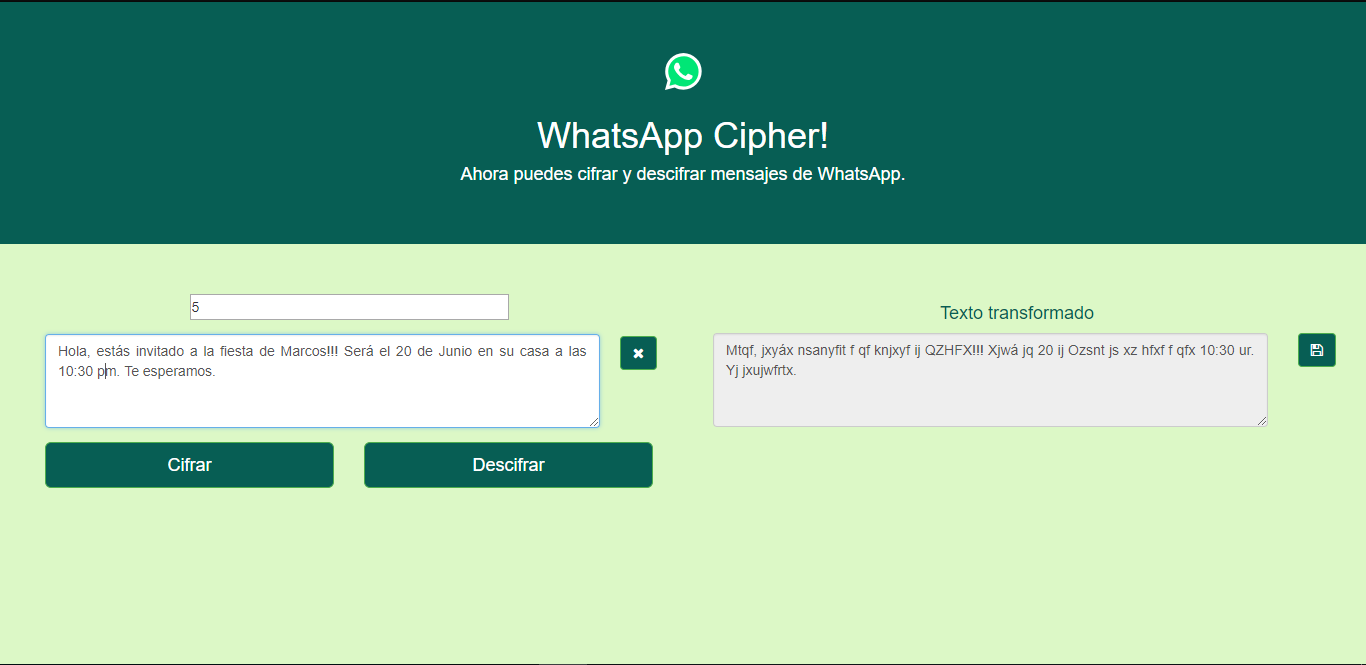 WhatsApp Cipher!
Ahora puedes cifrar y descifrar mensajes de WhatsApp.
5
Hola, estás invitado a la fiesta de Marcos!!! Será el 20 de Junio en su casa a las
10:30 pm. Te esperamos.
Cifrar
Descifrar
Texto transformado
Mtqf, jxyáx nsanyfit f qf knjxyf ij QZHFX!!! Xjwá jq 20 ij Ozsnt js xz hfxf f qfx 10:30 ur.
Yj jxujwfrtx.